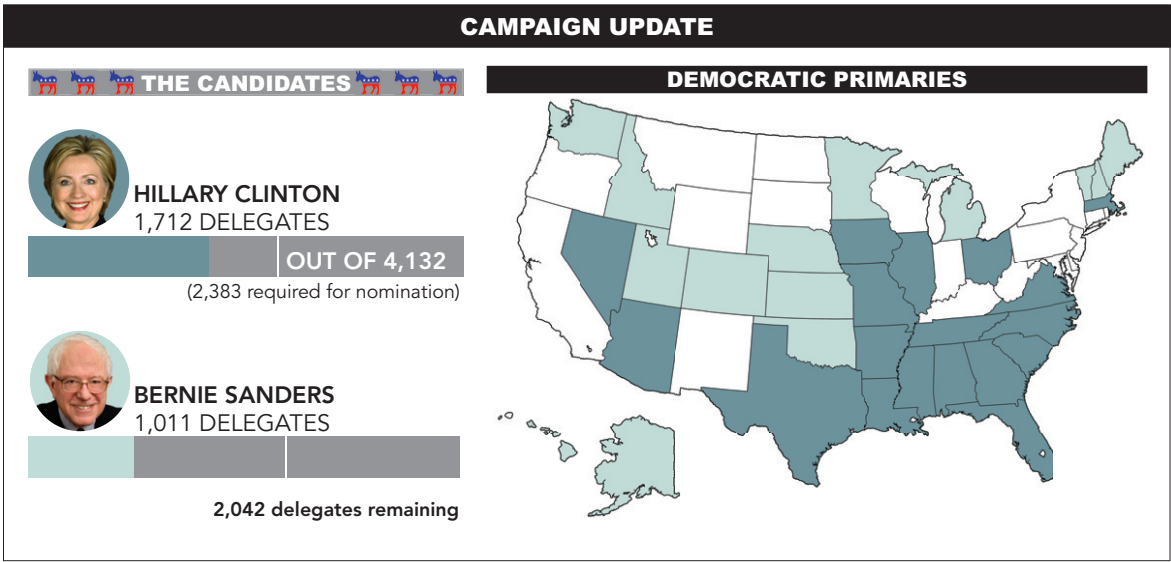 CAMPAIGN UPDATE
THE CANDIDATES
HILLARY CLINTON
1,712 DELEGATES
OUT OF 4,132
(2,383 required for nomination)
BERNIE SANDERS
1,011 DELEGATES
2,042 delegates remaining
DEMOCRATIC PRIMARIES